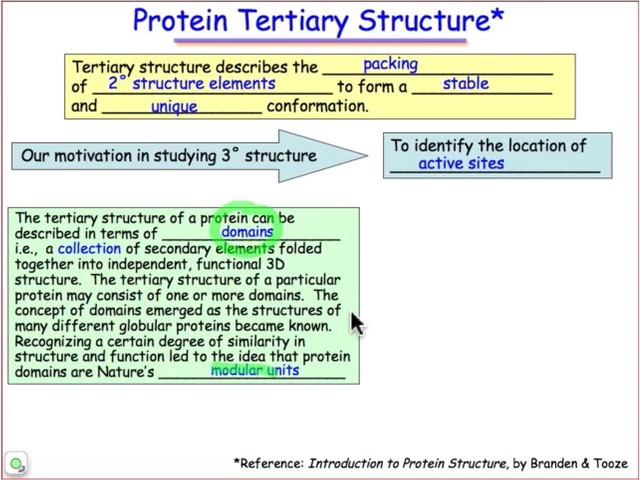 Protein Tertiary Structure*
Tertiary structure describes the packing
of 2° structure elements to form a stable
and unique conformation.
Our motivation in studying 3° structure
To identify the location of
active sites
The tertiary structure of a protein can be
described in terms of domains
i.e., a collection of secondary elements folded
together into independent, functional 3D
structure. The tertiary structure of a particular
protein may consist of one or more domains. The
concept of domains emerged as the structures of
many different globular proteins became known.
Recognizing a certain degree of similarity in
structure and function led to the idea that protein
domains are Nature's modular units
*Reference: Introduction to Protein Structure, by Branden & Tooze